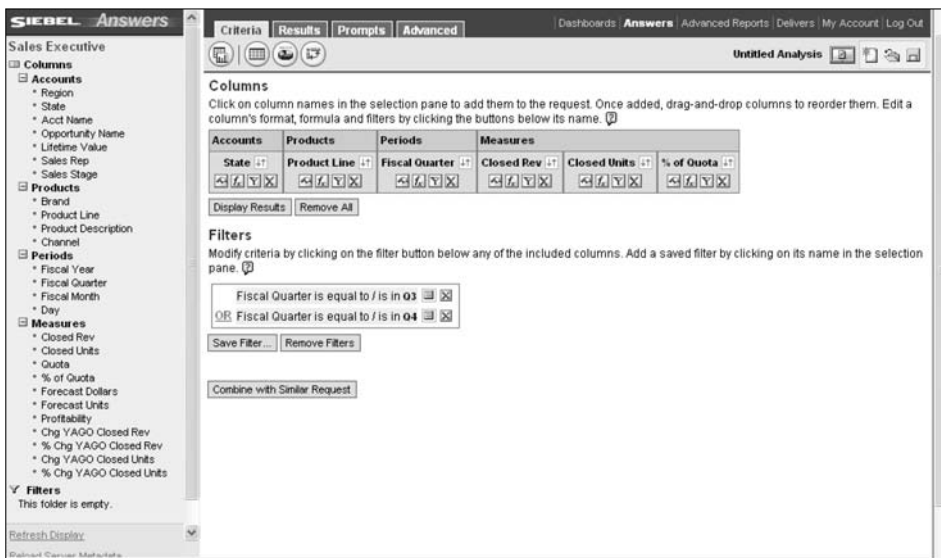 SIEBEL Answers
Sales Executive
Columns
Accounts
* Region
* State
* Acct Name
* Opportunity Name
* Lifetime Value
* Sales Rep
* Sales Stage
Products
* Brand
* Product Line
* Product Description
* Channel
Periods
* Fiscal Year
* Fiscal Quarter
* Fiscal Month
* Day
Measures
* Closed Rev
* Closed Units
* Quota
* % of Quota
* Forecast Dollars
* Forecast Units
* Profitability
* Chg YAGO Closed Rev
* % Chg YAGO Closed Rev
* Chg YAGO Closed Units
* % Chg YAGO Closed Units
Filters
This folder is empty.
Refresh Display
Reload Server Metadata
Criteria Results Prompts Advanced
Dashboards Answers Advanced Reports Delivers My Account Log Out
Untitled Analysis
Columns
Click on column names in the selection pane to add them to the request. Once added, drag-and-drop columns to reorder them. Edit a
column's format, formula and filters by clicking the buttons below its name.
Accounts Products Periods Measures
State Product Line Fiscal Quarter Closed Rev Closed Units % of Quota
Display Results Remove All
Filters
Modify criteria by clicking on the filter button below any of the included columns. Add a saved filter by clicking on its name in the selection
pane.
Fiscal Quarter is equal to / is in Q3
OR Fiscal Quarter is equal to / is in Q4
Save Filter... Remove Filters
Combine with Similar Request